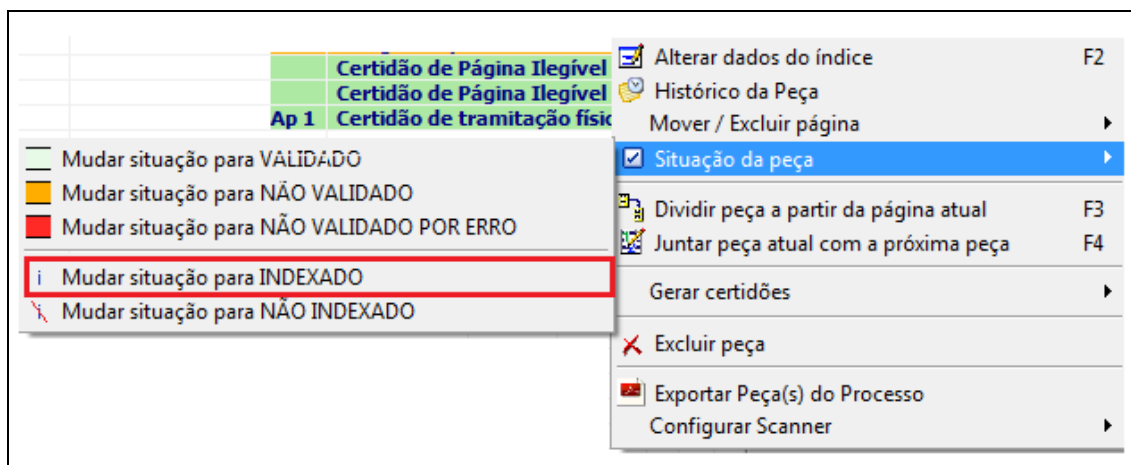 Certidão de Página Ilegível
Certidão de Página Ilegível
Ap 1 Certidão de tramitação físic
Alterar dados do índice F2
Histórico da Peça
Mover / Excluir página
Situação da peça
Dividir peça a partir da página atual F3
Juntar peça atual com a próxima peça F4
Gerar certidões
Excluir peça
Exportar Peça(s) do Processo
Configurar Scanner
Mudar situação para VALIDADO
Mudar situação para NÃO VALIDADO
Mudar situação para NÃO VALIDADO POR ERRO
i Mudar situação para INDEXADO
i Mudar situação para NÃO INDEXADO